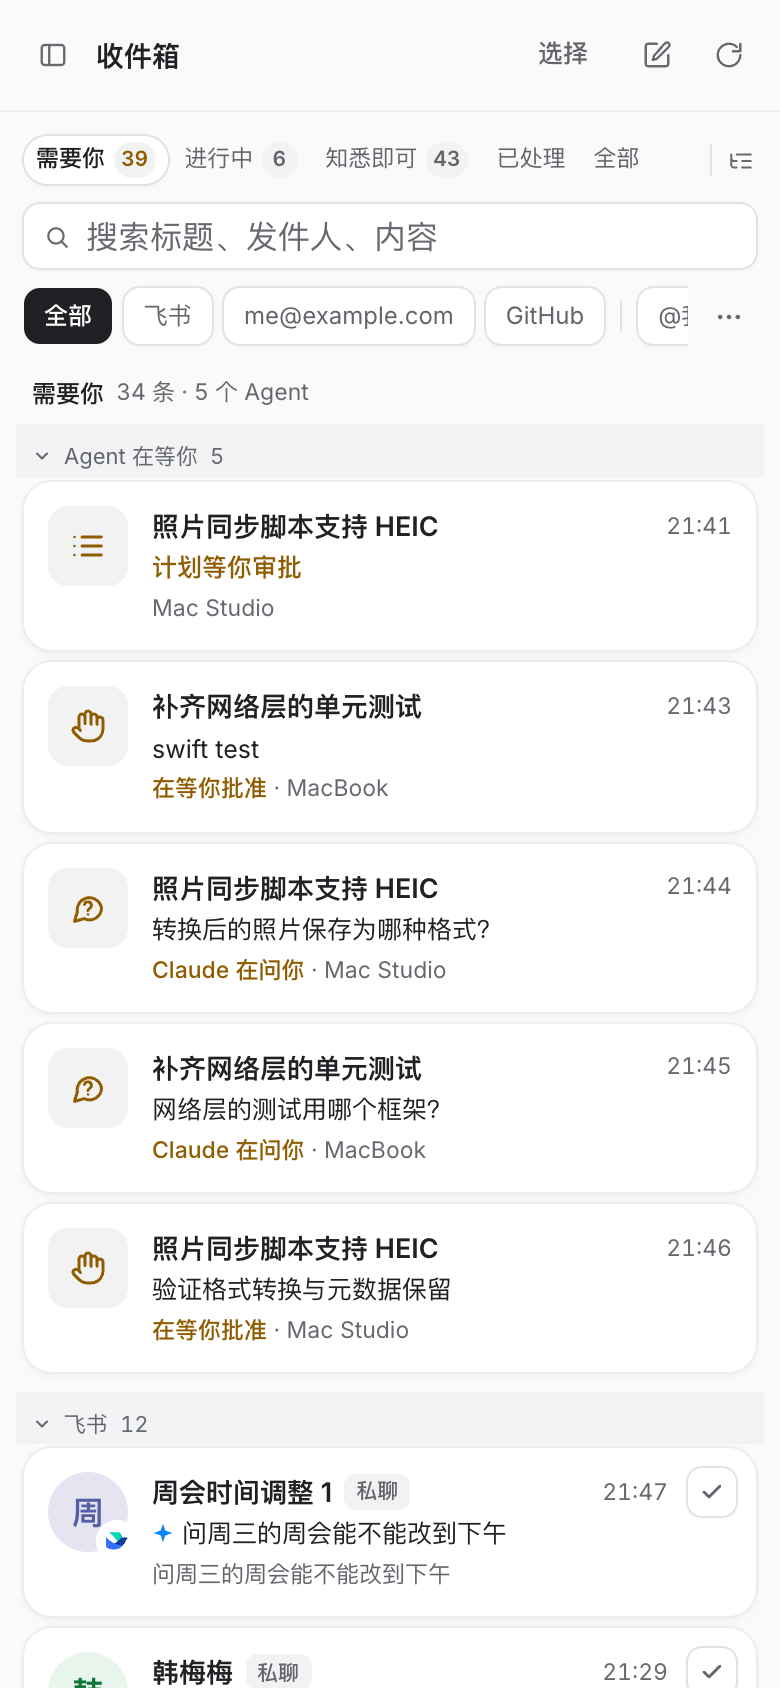 收件箱 选择
需要你 39 进行中 6 知悉即可 43 已处理 全部
搜索标题、发件人、内容
全部 飞书 me@example.com GitHub @
需要你 34 条 · 5 个 Agent
Agent 在等你 5
照片同步脚本支持 HEIC 21:41
计划等你审批
Mac Studio
补齐网络层的单元测试 21:43
swift test
在等你批准 · MacBook
照片同步脚本支持 HEIC 21:44
转换后的照片保存为哪种格式?
Claude 在问你 · Mac Studio
补齐网络层的单元测试 21:45
网络层的测试用哪个框架?
Claude 在问你 · MacBook
照片同步脚本支持 HEIC 21:46
验证格式转换与元数据保留
在等你批准 · Mac Studio
飞书 12
周 周会时间调整 1 私聊 21:47
问周三的周会能不能改到下午
问周三的周会能不能改到下午
韩梅梅 私聊 21:29